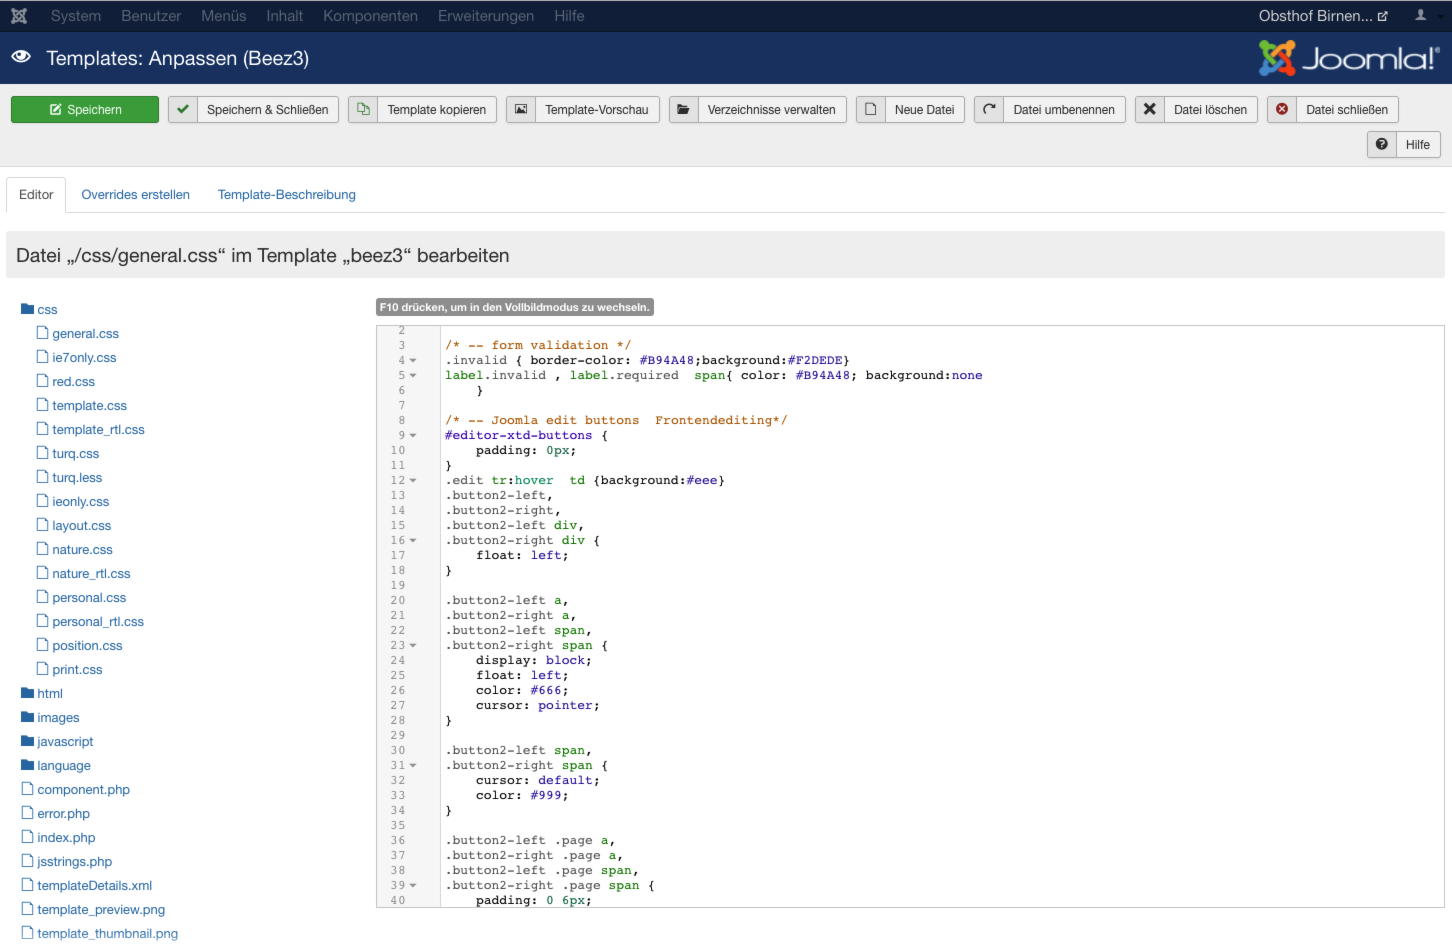 System Benutzer Menüs Inhalt Komponenten Erweiterungen Hilfe Obsthof Birnen...
Templates: Anpassen (Beez3) Joomla!®
Speichern Speichern & Schließen Template kopieren Template-Vorschau Verzeichnisse verwalten Neue Datei Datei umbenennen Datei löschen Datei schließen
Hilfe
Editor Overrides erstellen Template-Beschreibung
Datei „/css/general.css“ im Template „beez3“ bearbeiten
css
general.css
ie7only.css
red.css
template.css
template_rtl.css
turq.css
turq.less
ieonly.css
layout.css
nature.css
nature_rtl.css
personal.css
personal_rtl.css
position.css
print.css
html
images
javascript
language
component.php
error.php
index.php
jsstrings.php
templateDetails.xml
template_preview.png
template_thumbnail.png
F10 drücken, um in den Vollbildmodus zu wechseln.
2
3 /* -- form validation */
4 .invalid { border-color: #B94A48;background:#F2DEDE}
5 label.invalid , label.required  span{ color: #B94A48; background:none
6     }
7
8 /* -- Joomla edit buttons  Frontendediting*/
9 #editor-xtd-buttons {
10     padding: 0px;
11 }
12 .edit tr:hover  td {background:#eee}
13 .button2-left,
14 .button2-right,
15 .button2-left div,
16 .button2-right div {
17     float: left;
18 }
19
20 .button2-left a,
21 .button2-right a,
22 .button2-left span,
23 .button2-right span {
24     display: block;
25     float: left;
26     color: #666;
27     cursor: pointer;
28 }
29
30 .button2-left span,
31 .button2-right span {
32     cursor: default;
33     color: #999;
34 }
35
36 .button2-left .page a,
37 .button2-right .page a,
38 .button2-left .page span,
39 .button2-right .page span {
40     padding: 0 6px;